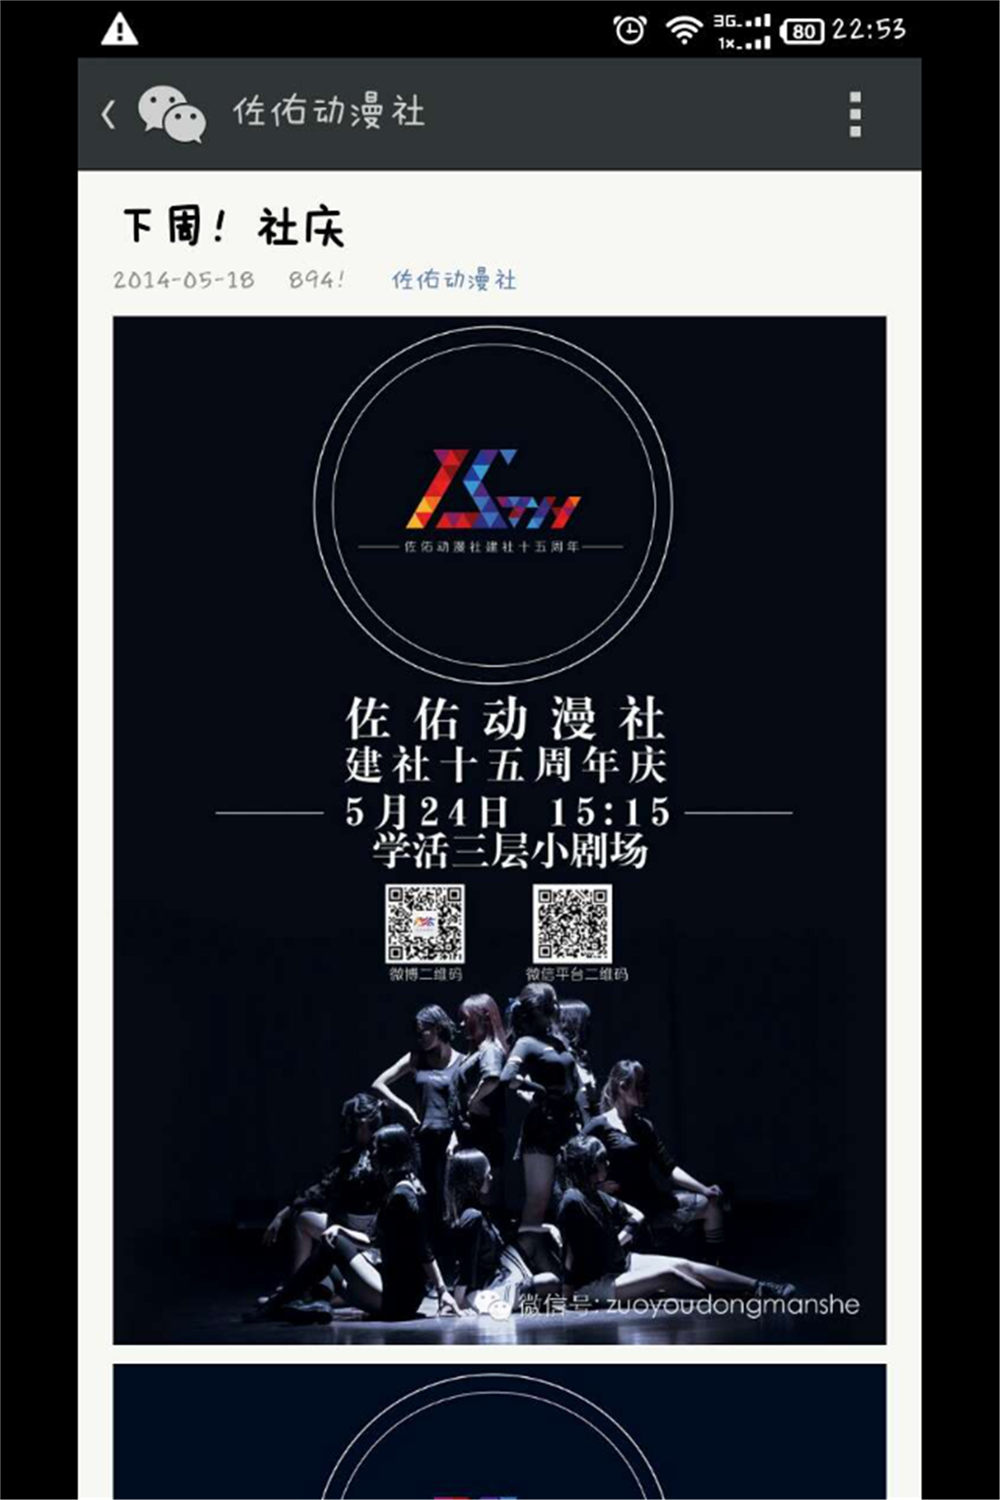 3G
1x
80
22:53
佐佑动漫社
下周！社庆
2014-05-18 894! 佐佑动漫社
15TH
佐佑动漫社建社十五周年
佐佑动漫社
建社十五周年庆
5月24日 15:15
学活三层小剧场
微博二维码 微信平台二维码
微信号: zuoyoudongmanshe